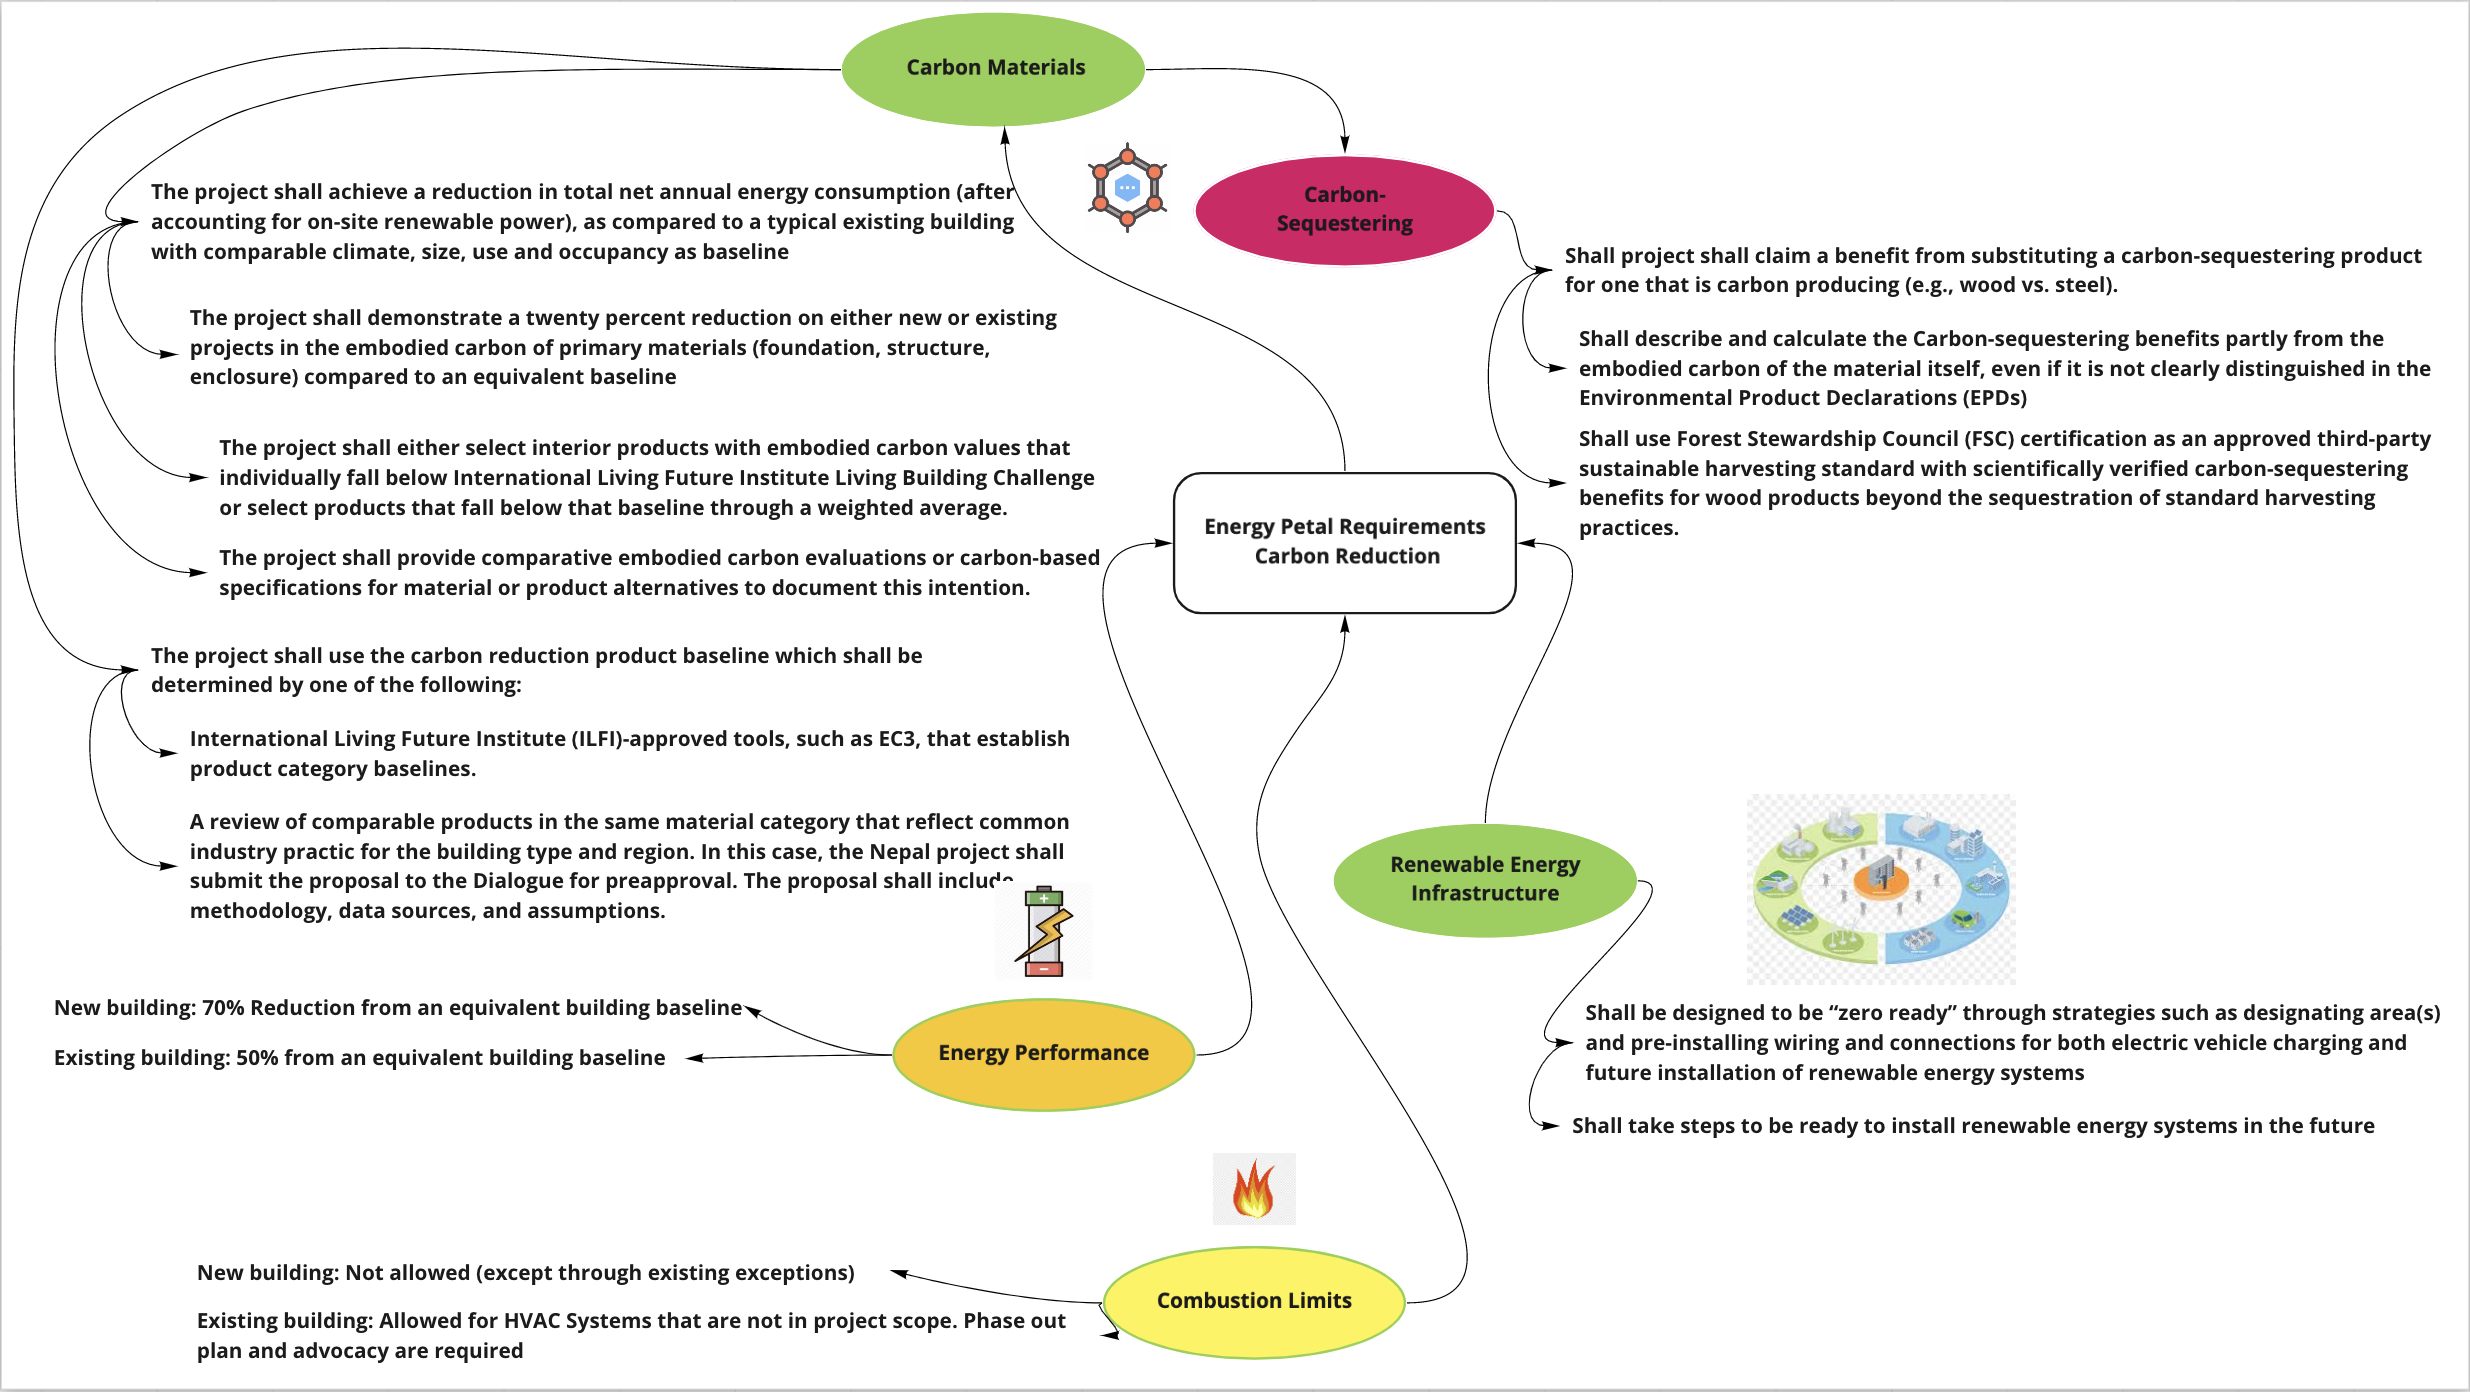 Carbon Materials
The project shall achieve a reduction in total net annual energy consumption (after
accounting for on-site renewable power), as compared to a typical existing building
with comparable climate, size, use and occupancy as baseline
The project shall demonstrate a twenty percent reduction on either new or existing
projects in the embodied carbon of primary materials (foundation, structure,
enclosure) compared to an equivalent baseline
The project shall either select interior products with embodied carbon values that
individually fall below International Living Future Institute Living Building Challenge
or select products that fall below that baseline through a weighted average.
The project shall provide comparative embodied carbon evaluations or carbon-based
specifications for material or product alternatives to document this intention.
The project shall use the carbon reduction product baseline which shall be
determined by one of the following:
International Living Future Institute (ILFI)-approved tools, such as EC3, that establish
product category baselines.
A review of comparable products in the same material category that reflect common
industry practic for the building type and region. In this case, the Nepal project shall
submit the proposal to the Dialogue for preapproval. The proposal shall include
methodology, data sources, and assumptions.
Carbon-
Sequestering
Shall project shall claim a benefit from substituting a carbon-sequestering product
for one that is carbon producing (e.g., wood vs. steel).
Shall describe and calculate the Carbon-sequestering benefits partly from the
embodied carbon of the material itself, even if it is not clearly distinguished in the
Environmental Product Declarations (EPDs)
Shall use Forest Stewardship Council (FSC) certification as an approved third-party
sustainable harvesting standard with scientifically verified carbon-sequestering
benefits for wood products beyond the sequestration of standard harvesting
practices.
Energy Petal Requirements
Carbon Reduction
Renewable Energy
Infrastructure
Shall be designed to be “zero ready” through strategies such as designating area(s)
and pre-installing wiring and connections for both electric vehicle charging and
future installation of renewable energy systems
Shall take steps to be ready to install renewable energy systems in the future
Energy Performance
New building: 70% Reduction from an equivalent building baseline
Existing building: 50% from an equivalent building baseline
Combustion Limits
New building: Not allowed (except through existing exceptions)
Existing building: Allowed for HVAC Systems that are not in project scope. Phase out
plan and advocacy are required